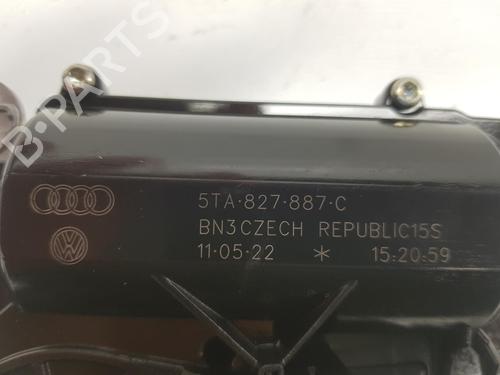 B-PARTS
5TA·827·887·C
BN3CZECH REPUBLIC15S
11·05·22 * 15:20:59